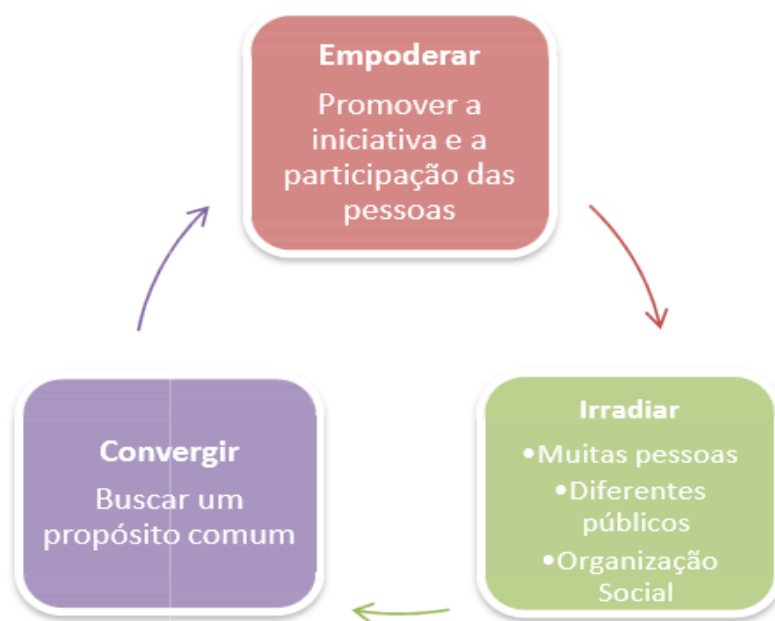 Empoderar
Promover a
iniciativa e a
participação das
pessoas
Irradiar
•Muitas pessoas
•Diferentes
públicos
•Organização
Social
Convergir
Buscar um
propósito comum